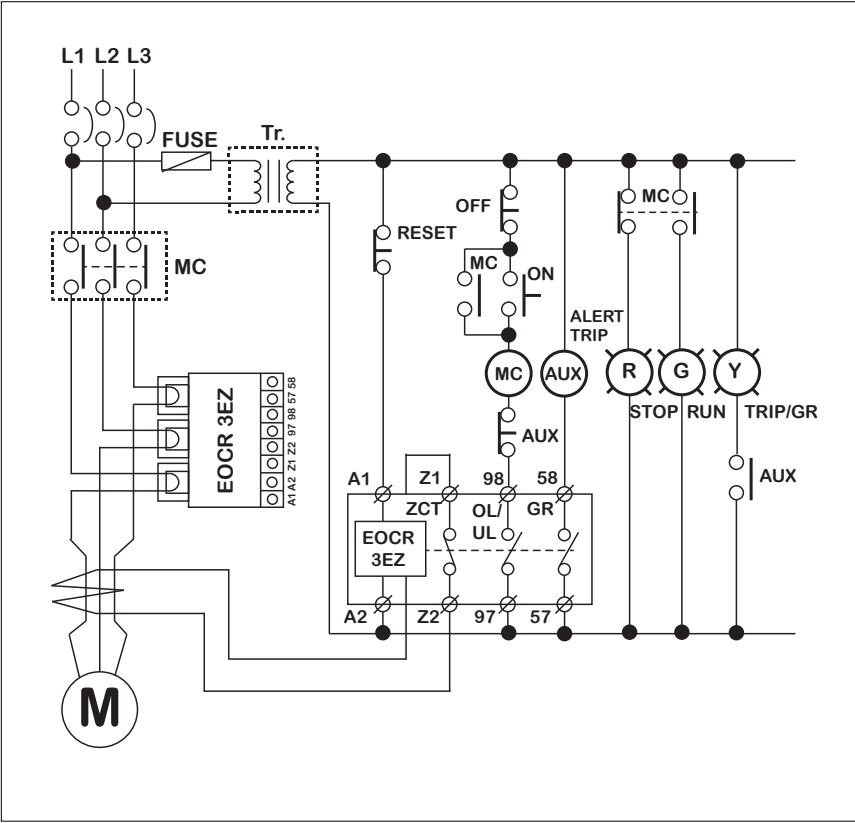 L1 L2 L3
FUSE
Tr.
MC
RESET
OFF
MC
ON
MC
ALERT
TRIP
MC
AUX
R
G
Y
STOP RUN TRIP/GR
AUX
AUX
EOCR 3EZ
A1 A2 Z1 Z2 97 98 57 58
A1
Z1
98
58
ZCT
OL/
UL
GR
EOCR
3EZ
A2
Z2
97
57
M